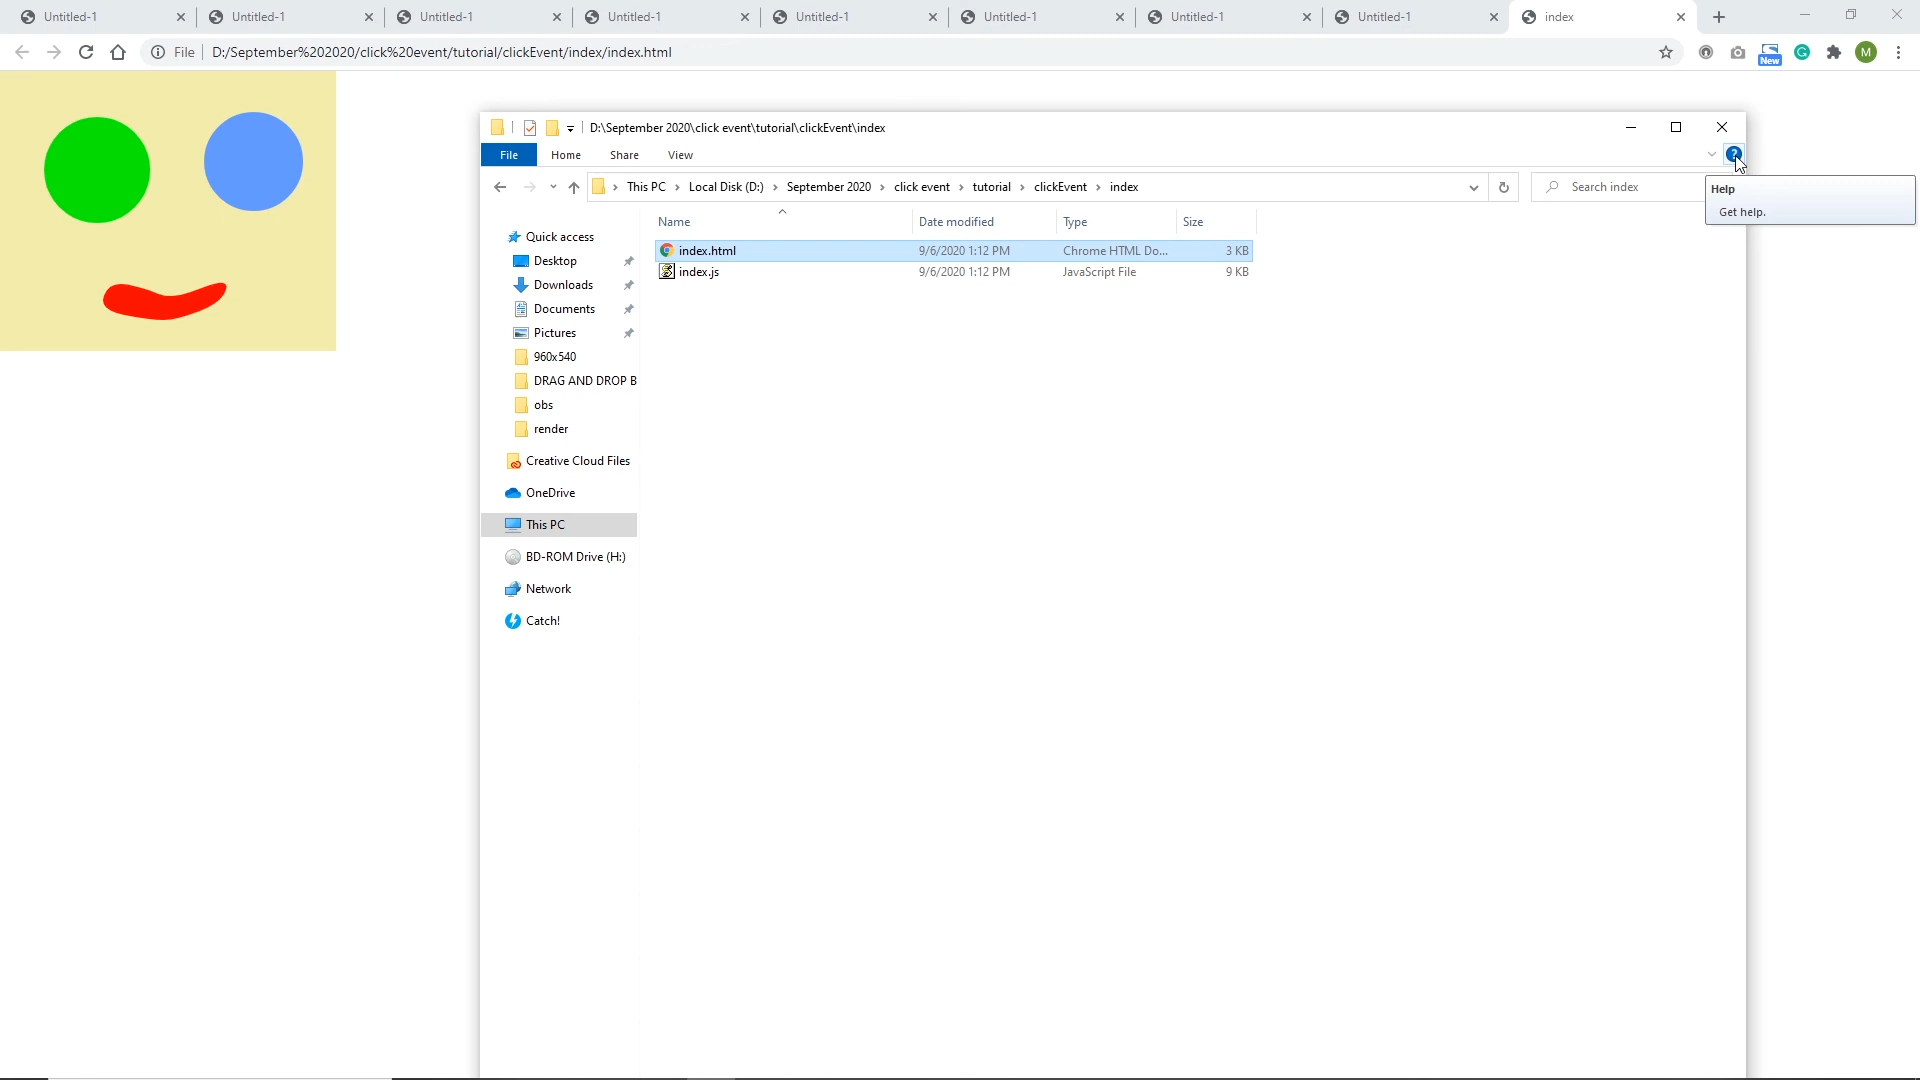 Untitled-1 Untitled-1 Untitled-1 Untitled-1 Untitled-1 Untitled-1 Untitled-1 Untitled-1 index
File D:/September%202020/click%20event/tutorial/clickEvent/index/index.html New M
D:\September 2020\click event\tutorial\clickEvent\index
File Home Share View ?
This PC Local Disk (D:) September 2020 click event tutorial clickEvent index Search index
Help
Get help.
Name Date modified Type Size
index.html 9/6/2020 1:12 PM Chrome HTML Do... 3 KB
index.js 9/6/2020 1:12 PM JavaScript File 9 KB
Quick access
Desktop
Downloads
Documents
Pictures
960x540
DRAG AND DROP B
obs
render
Creative Cloud Files
OneDrive
This PC
BD-ROM Drive (H:)
Network
Catch!